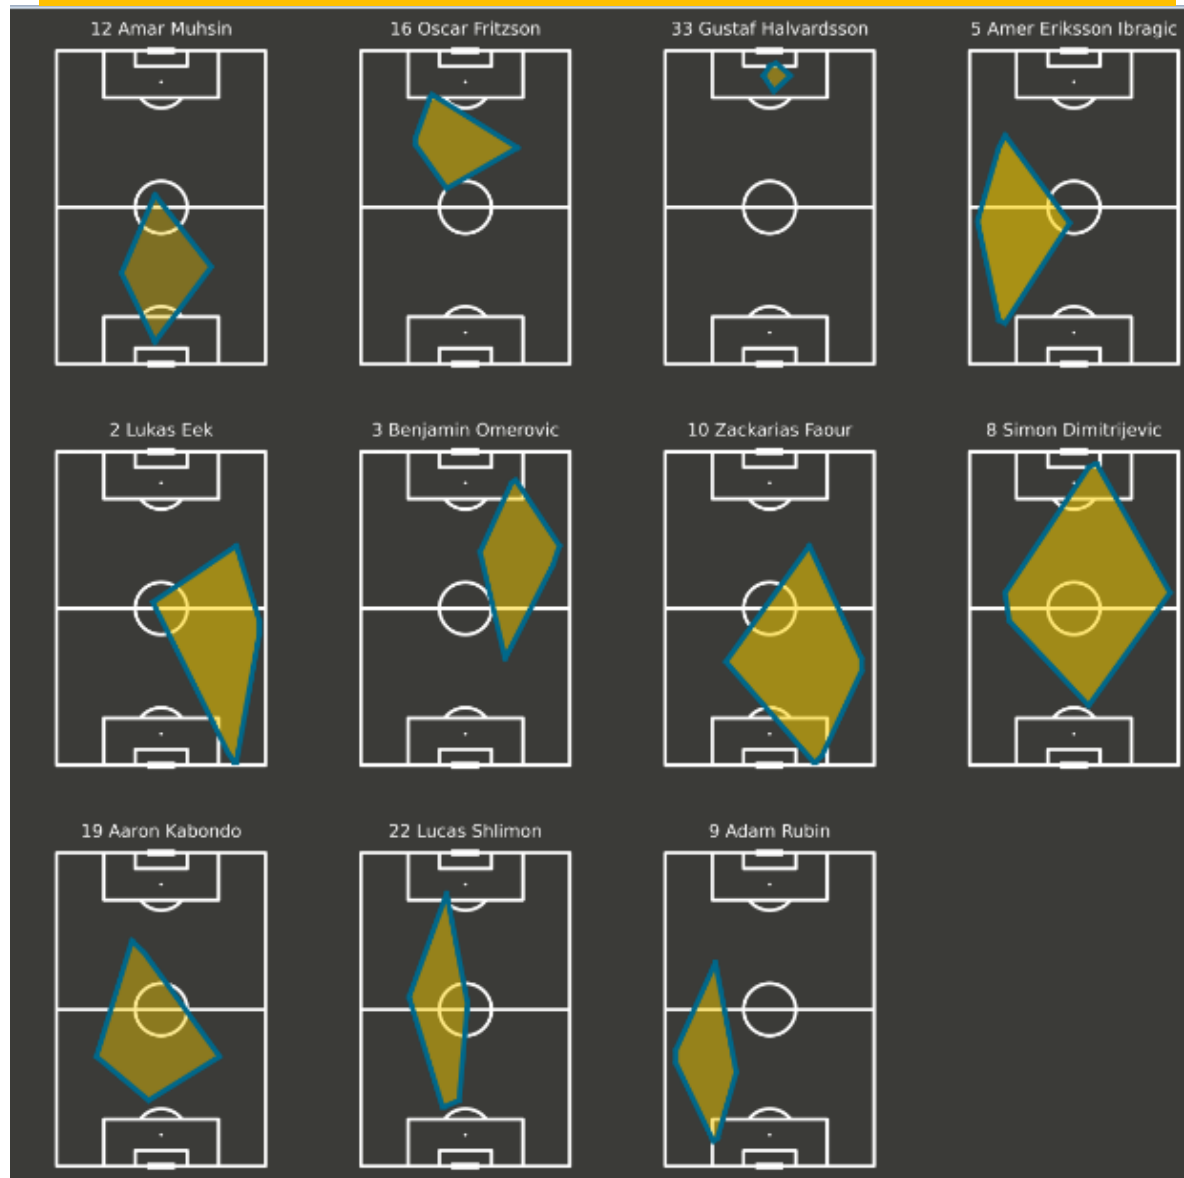 12 Amar Muhsin
16 Oscar Fritzson
33 Gustaf Halvardsson
5 Amer Eriksson Ibragic
2 Lukas Eek
3 Benjamin Omerovic
10 Zackarias Faour
8 Simon Dimitrijevic
19 Aaron Kabondo
22 Lucas Shlimon
9 Adam Rubin